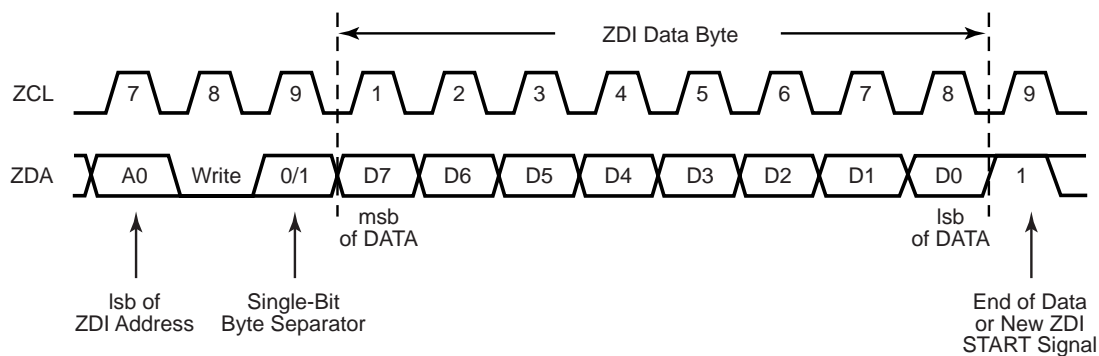 ZDI Data Byte
ZCL 7 8 9 1 2 3 4 5 6 7 8 9
ZDA A0 Write 0/1 D7 D6 D5 D4 D3 D2 D1 D0 1
msb
of DATA
lsb
of DATA
lsb of
ZDI Address
Single-Bit
Byte Separator
End of Data
or New ZDI
START Signal